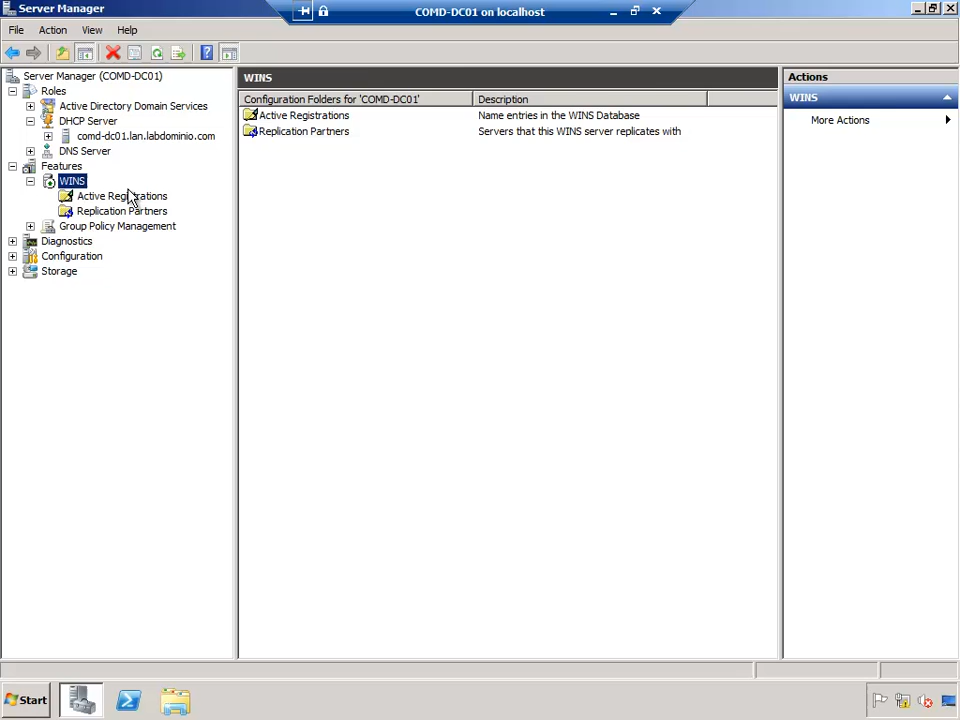 Server Manager
COMD-DC01 on localhost
File Action View Help
Server Manager (COMD-DC01)
Roles
Active Directory Domain Services
DHCP Server
comd-dc01.lan.labdominio.com
DNS Server
Features
WINS
Active Registrations
Replication Partners
Group Policy Management
Diagnostics
Configuration
Storage
WINS
Configuration Folders for 'COMD-DC01' Description
Active Registrations Name entries in the WINS Database
Replication Partners Servers that this WINS server replicates with
Actions
WINS
More Actions
Start